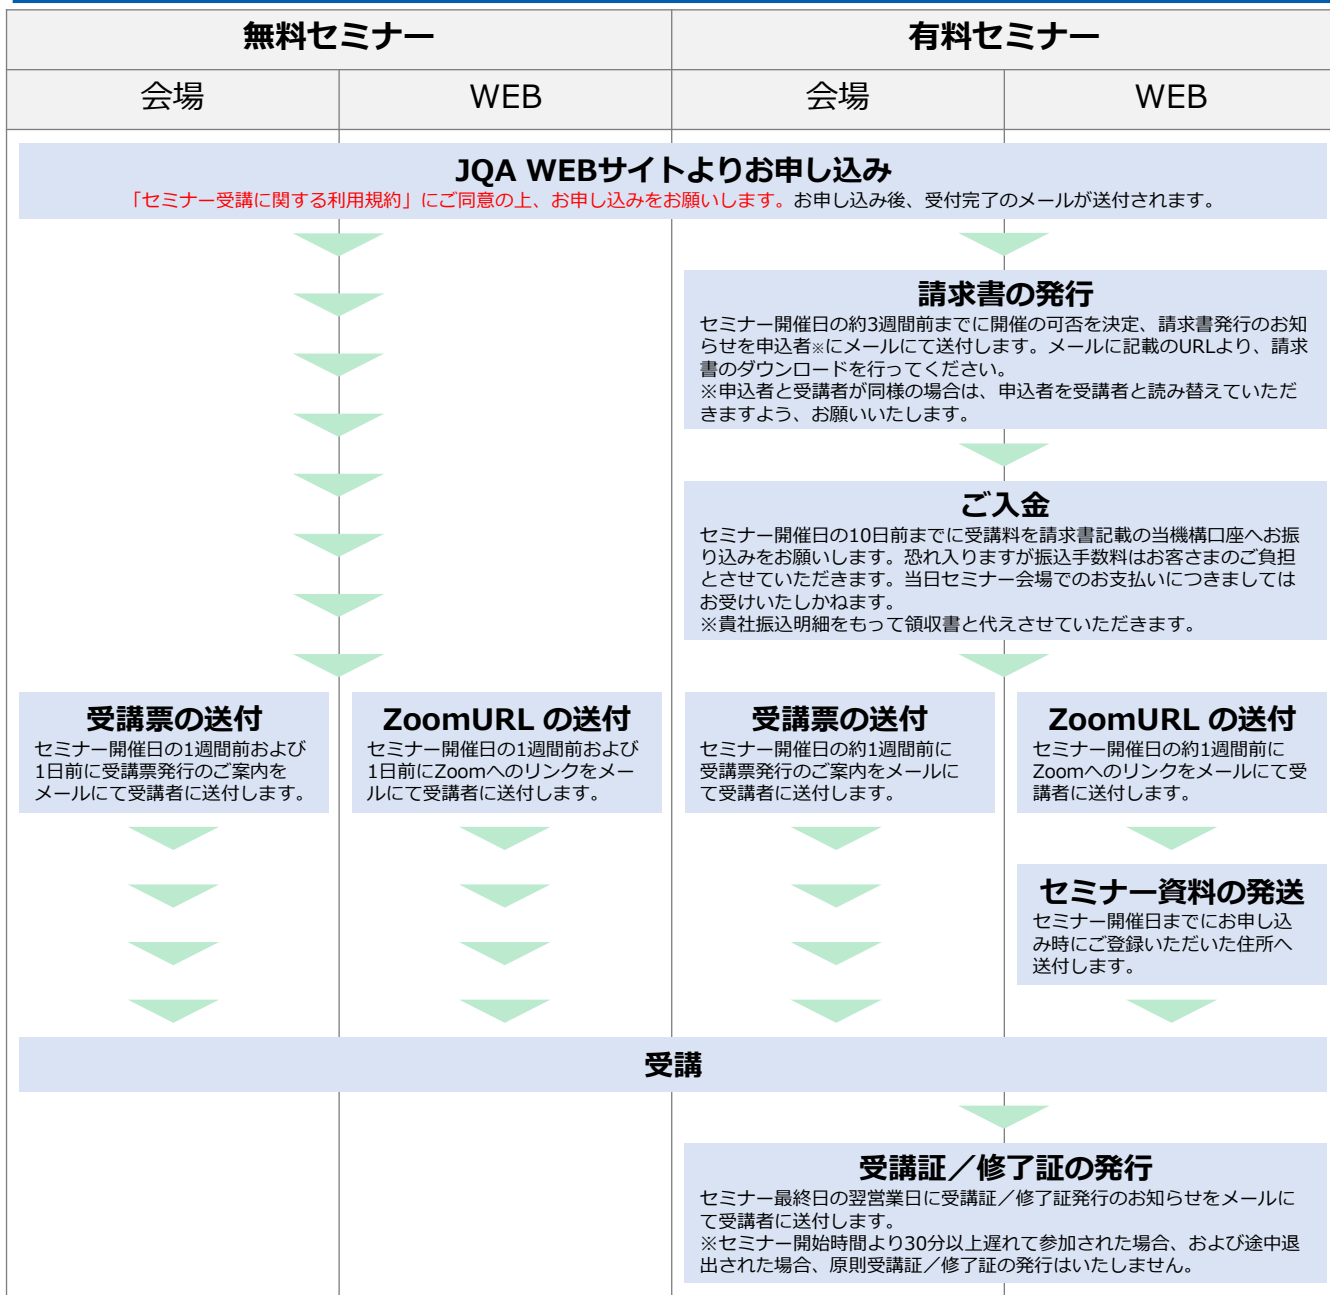 無料セミナー
有料セミナー
会場
WEB
会場
WEB
JQA WEBサイトよりお申し込み
「セミナー受講に関する利用規約」にご同意の上、お申し込みをお願いします。お申し込み後、受付完了のメールが送付されます。
請求書の発行
セミナー開催日の約3週間前までに開催の可否を決定、請求書発行のお知
らせを申込者※にメールにて送付します。メールに記載のURLより、請求
書のダウンロードを行ってください。
※申込者と受講者が同様の場合は、申込者を受講者と読み替えていただ
きますよう、お願いいたします。
ご入金
セミナー開催日の10日前までに受講料を請求書記載の当機構口座へお振
り込みをお願いします。恐れ入りますが振込手数料はお客さまのご負担
とさせていただきます。当日セミナー会場でのお支払いにつきましては
お受けいたしかねます。
※貴社振込明細をもって領収書と代えさせていただきます。
受講票の送付
セミナー開催日の1週間前および
1日前に受講票発行のご案内を
メールにて受講者に送付します。
ZoomURL の送付
セミナー開催日の1週間前および
1日前にZoomへのリンクをメー
ルにて受講者に送付します。
受講票の送付
セミナー開催日の約1週間前に
受講票発行のご案内をメールに
て受講者に送付します。
ZoomURL の送付
セミナー開催日の約1週間前に
Zoomへのリンクをメールにて受
講者に送付します。
セミナー資料の発送
セミナー開催日までにお申し込
み時にご登録いただいた住所へ
送付します。
受講
受講証／修了証の発行
セミナー最終日の翌営業日に受講証／修了証発行のお知らせをメールに
て受講者に送付します。
※セミナー開始時間より30分以上遅れて参加された場合、および途中退
出された場合、原則受講証／修了証の発行はいたしません。